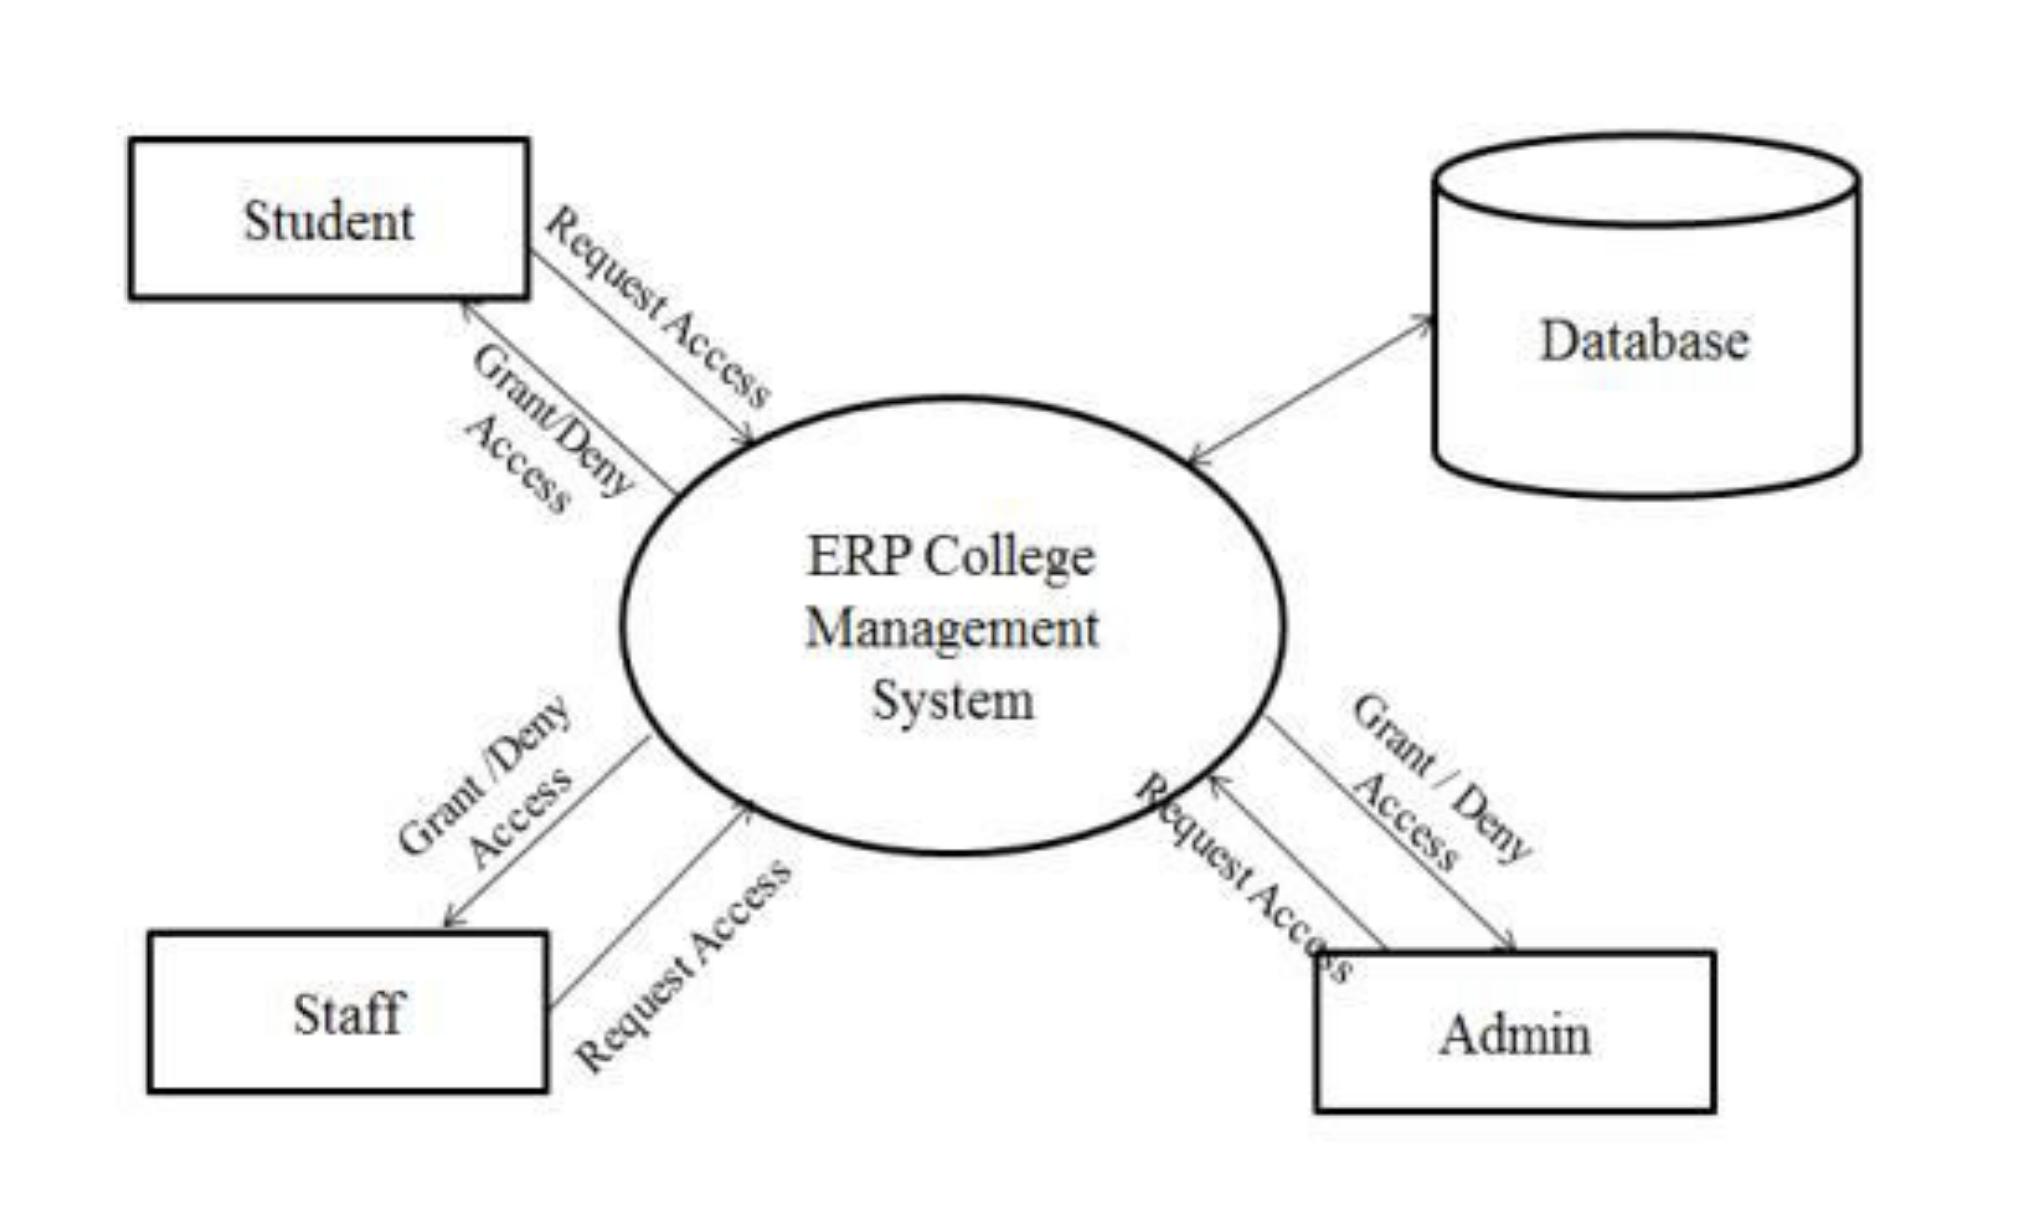 Student
Request Access
Grant/Deny
Access
Database
ERP College
Management
System
Grant /Deny
Access
Request Access
Staff
Grant / Deny
Access
Request Access
Admin